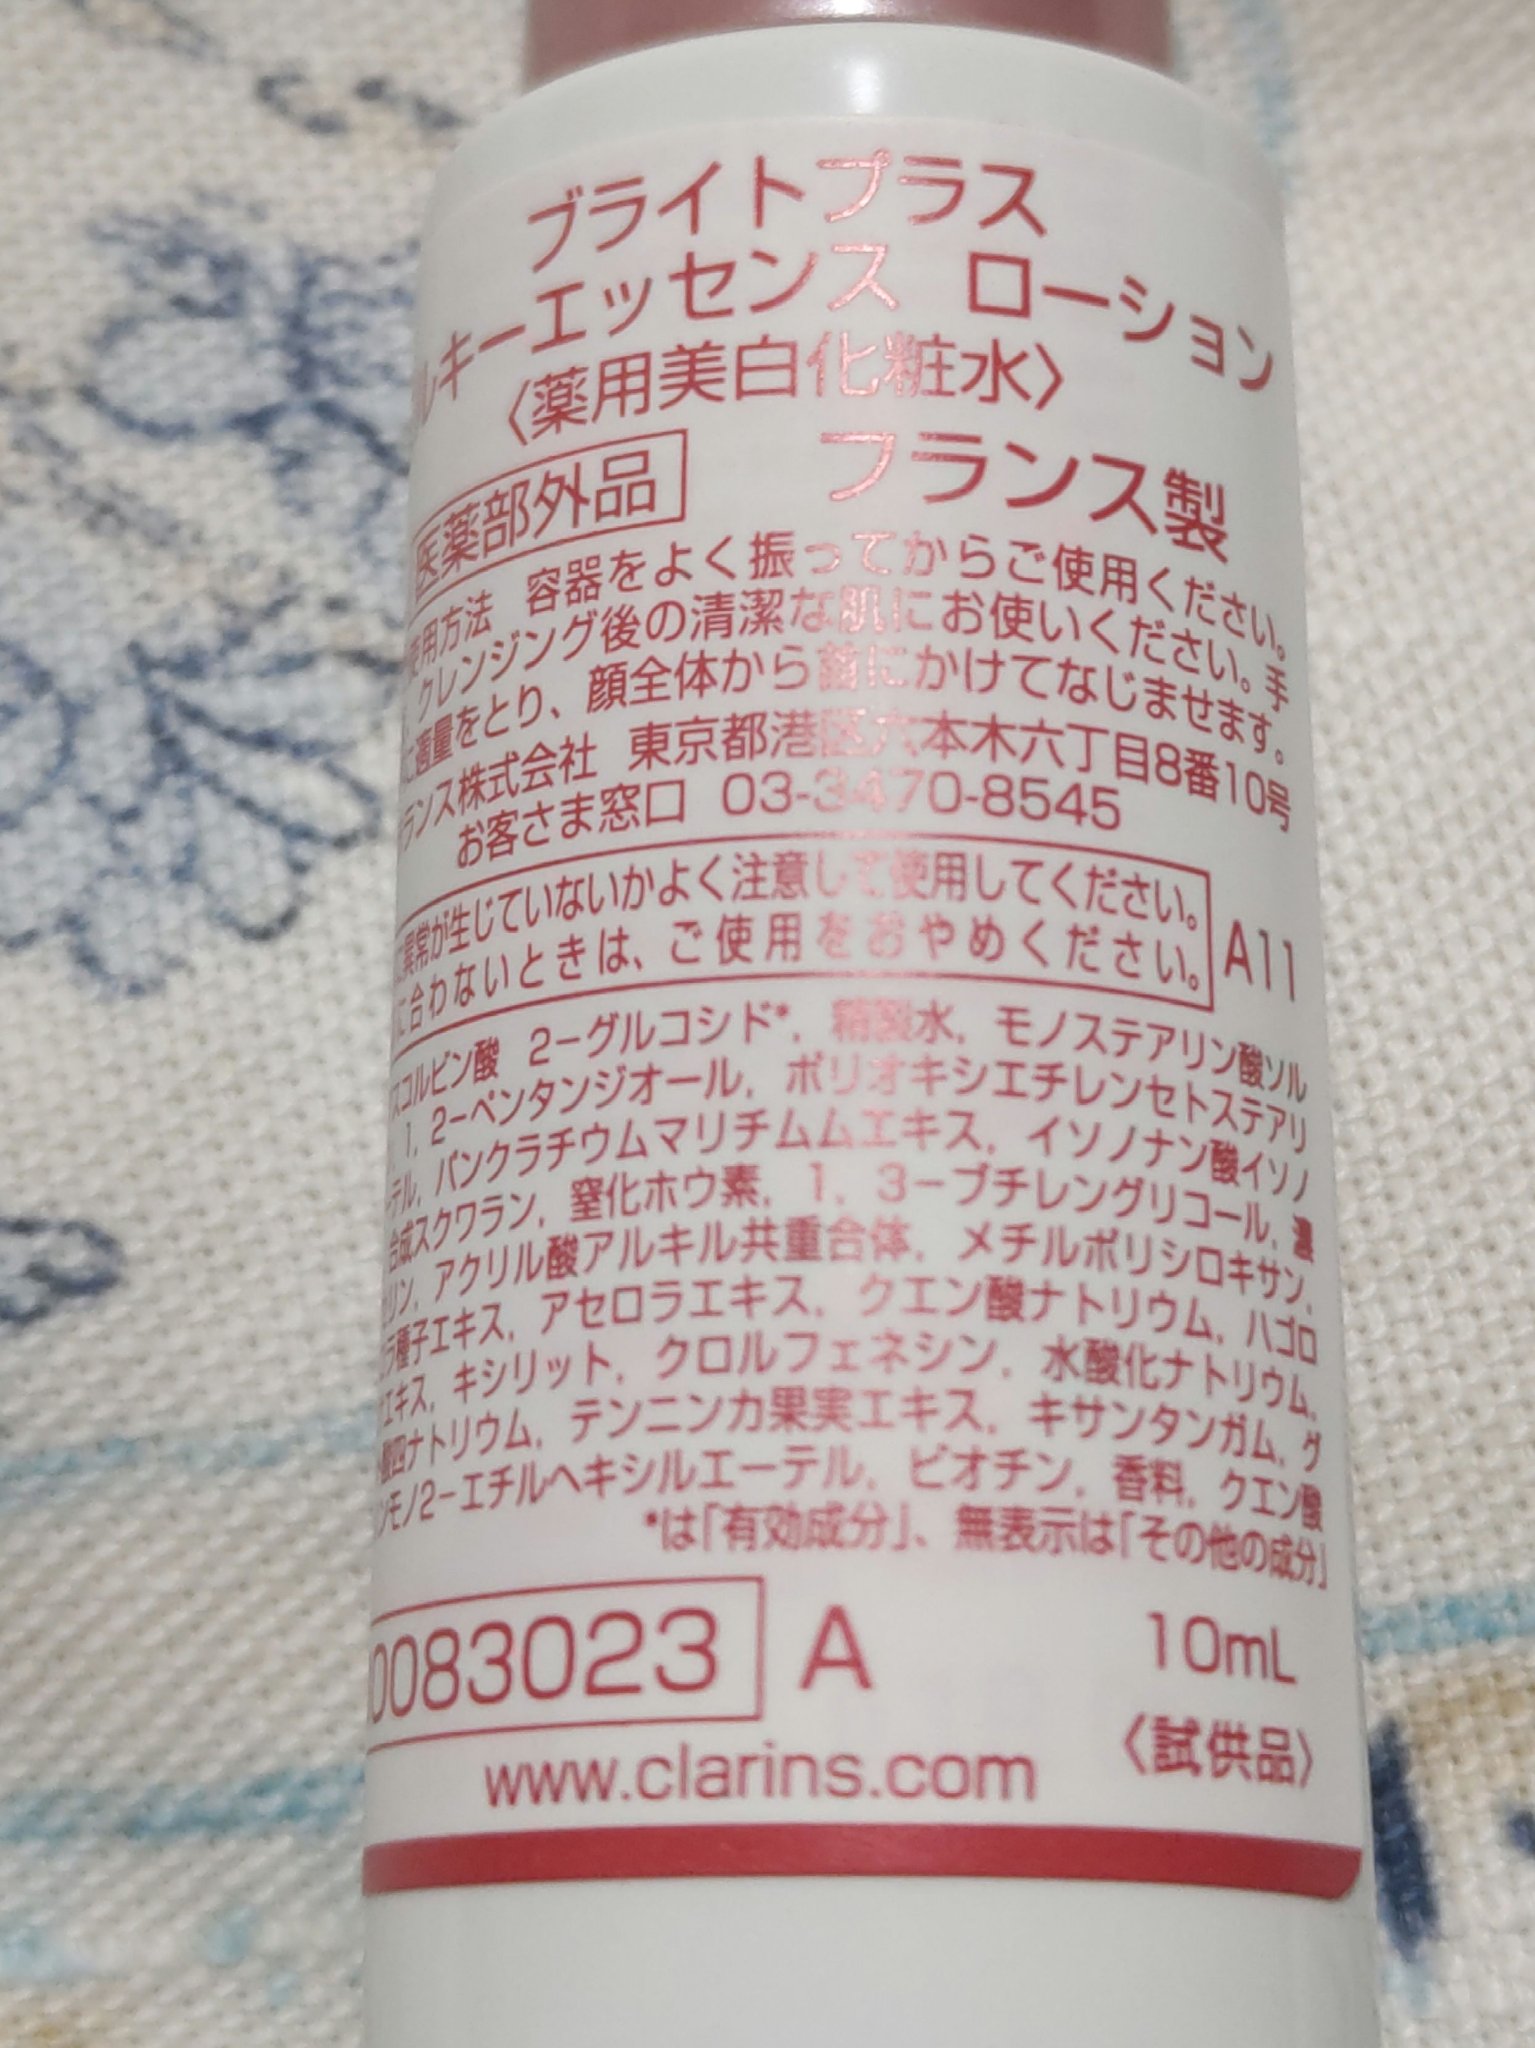 ブライトプラス
ルキーエッセンス ローション
〈薬用美白化粧水〉
医薬部外品 フランス製
使用方法 容器をよく振ってからご使用ください。
クレンジング後の清潔な肌にお使いください。手
に適量をとり、顔全体から首にかけてなじませます。
ランス株式会社 東京都港区六本木六丁目8番10号
お客さま窓口 03-3470-8545
異常が生じていないかよく注意して使用してください。
に合わないときは、ご使用をおやめください。
A11
スコルビン酸 2-グルコシド*, 精製水, モノステアリン酸ソル
1, 2-ペンタンジオール, ポリオキシエチレンセトステアリ
ーテル, パンクラチウムマリチムムエキス, イソノナン酸イソノ
合成スクワラン, 窒化ホウ素, 1, 3-ブチレングリコール, 濃
リン, アクリル酸アルキル共重合体, メチルポリシロキサン,
ラ種子エキス, アセロラエキス, クエン酸ナトリウム, ハゴロ
エキス, キシリット, クロルフェネシン, 水酸化ナトリウム,
酸四ナトリウム, テンニンカ果実エキス, キサンタンガム, グ
ンモノ2-エチルヘキシルエーテル, ビオチン, 香料, クエン酸
*は「有効成分」、無表示は「その他の成分」
0083023 A 10mL
www.clarins.com 〈試供品〉